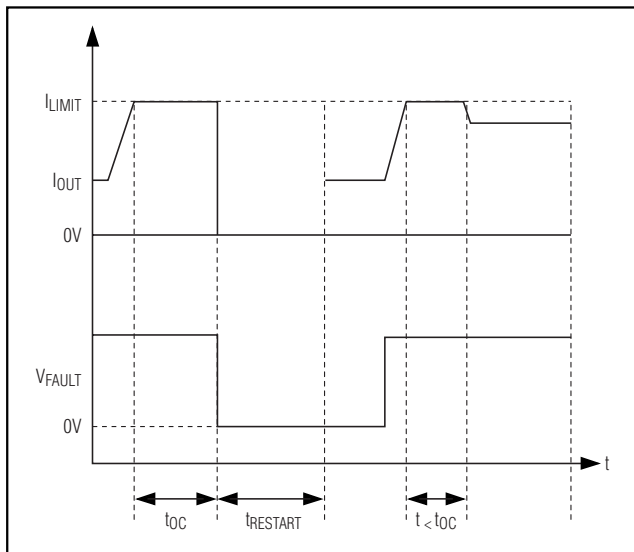 ILIMIT
IOUT
0V
VFAULT
0V
t
tOC
tRESTART
t < tOC